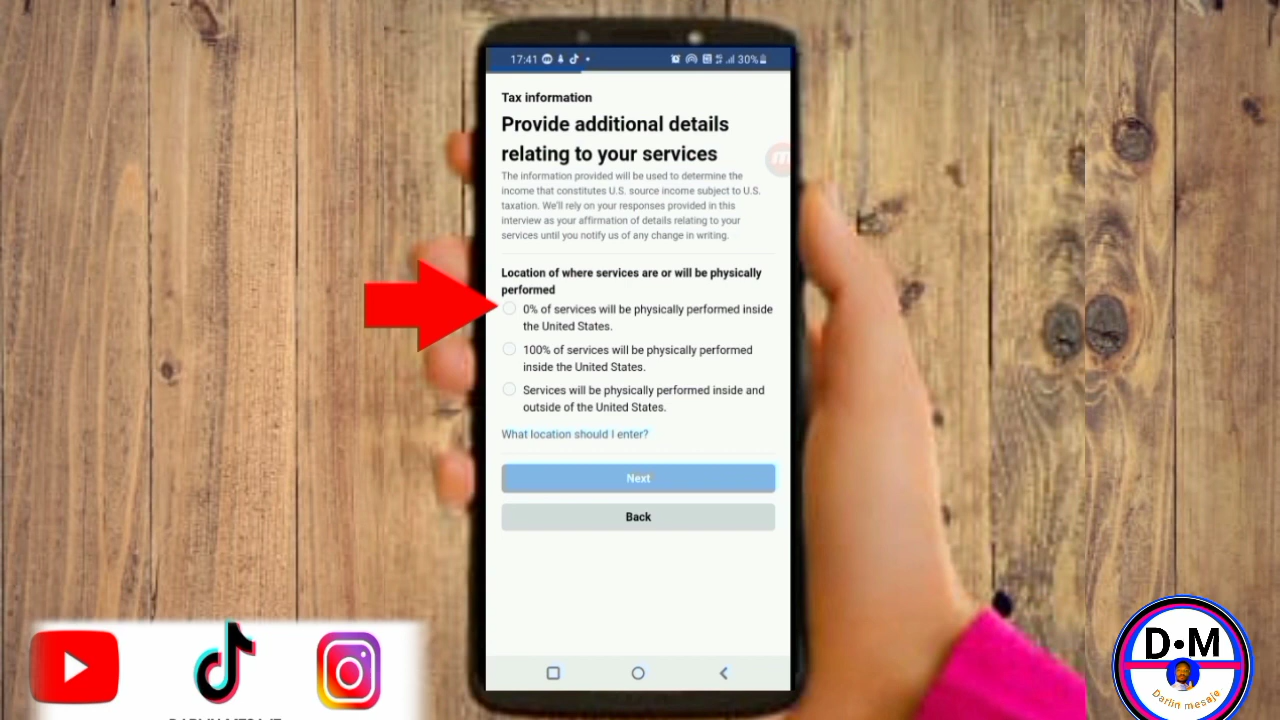 17:41
30%
Tax information
Provide additional details
relating to your services
The information provided will be used to determine the
income that constitutes U.S. source income subject to U.S.
taxation. We'll rely on your responses provided in this
interview as your affirmation of details relating to your
services until you notify us of any change in writing.
Location of where services are or will be physically
performed
0% of services will be physically performed inside
the United States.
100% of services will be physically performed
inside the United States.
Services will be physically performed inside and
outside of the United States.
What location should I enter?
Next
Back
D•M
Darlin mesaje